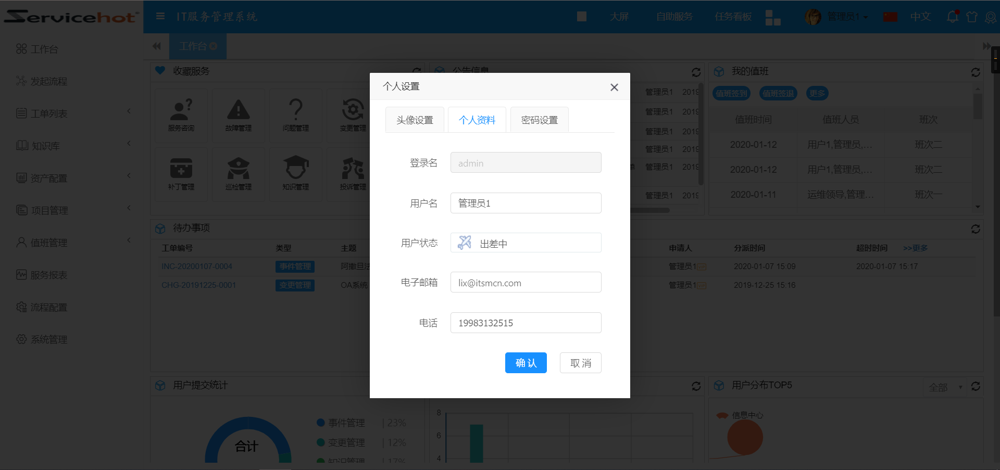 Servicehot
IT服务管理系统
大屏
自助服务
任务看板
管理员1
中文
工作台
发起流程
工单列表
知识库
资产配置
项目管理
值班管理
服务报表
流程配置
系统管理
工作台
收藏服务
服务咨询
故障管理
问题管理
变更管理
补丁管理
巡检管理
知识管理
投诉管理
公告信息
管理员1 2019
管理员1 2019
管理员1 2019
管理员1 2019
单 管理员1 2019
管理员1 2019
我的值班
值班签到 值班签退 更多
值班时间 值班人员 班次
2020-01-12 用户1,管理员,... 班次二
2020-01-12 用户1,管理员,... 班次二
2020-01-11 运维领导,管理... 班次一
个人设置
头像设置 个人资料 密码设置
登录名 admin
用户名 管理员1
用户状态 出差中
电子邮箱 lix@itsmcn.com
电话 19983132515
确认 取消
待办事项
工单编号 类型 主题 申请人 分派时间 超时时间 >>更多
INC-20200107-0004 事件管理 阿撒旦法 管理员1 VIP 2020-01-07 15:09 2020-01-07 15:17
CHG-20191225-0001 变更管理 OA系统 管理员1 VIP 2019-12-25 15:16
用户提交统计
合计
事件管理 | 23%
变更管理 | 12%
知识管理 | 17%
8
6
4
用户分布TOP5
全部
信息中心